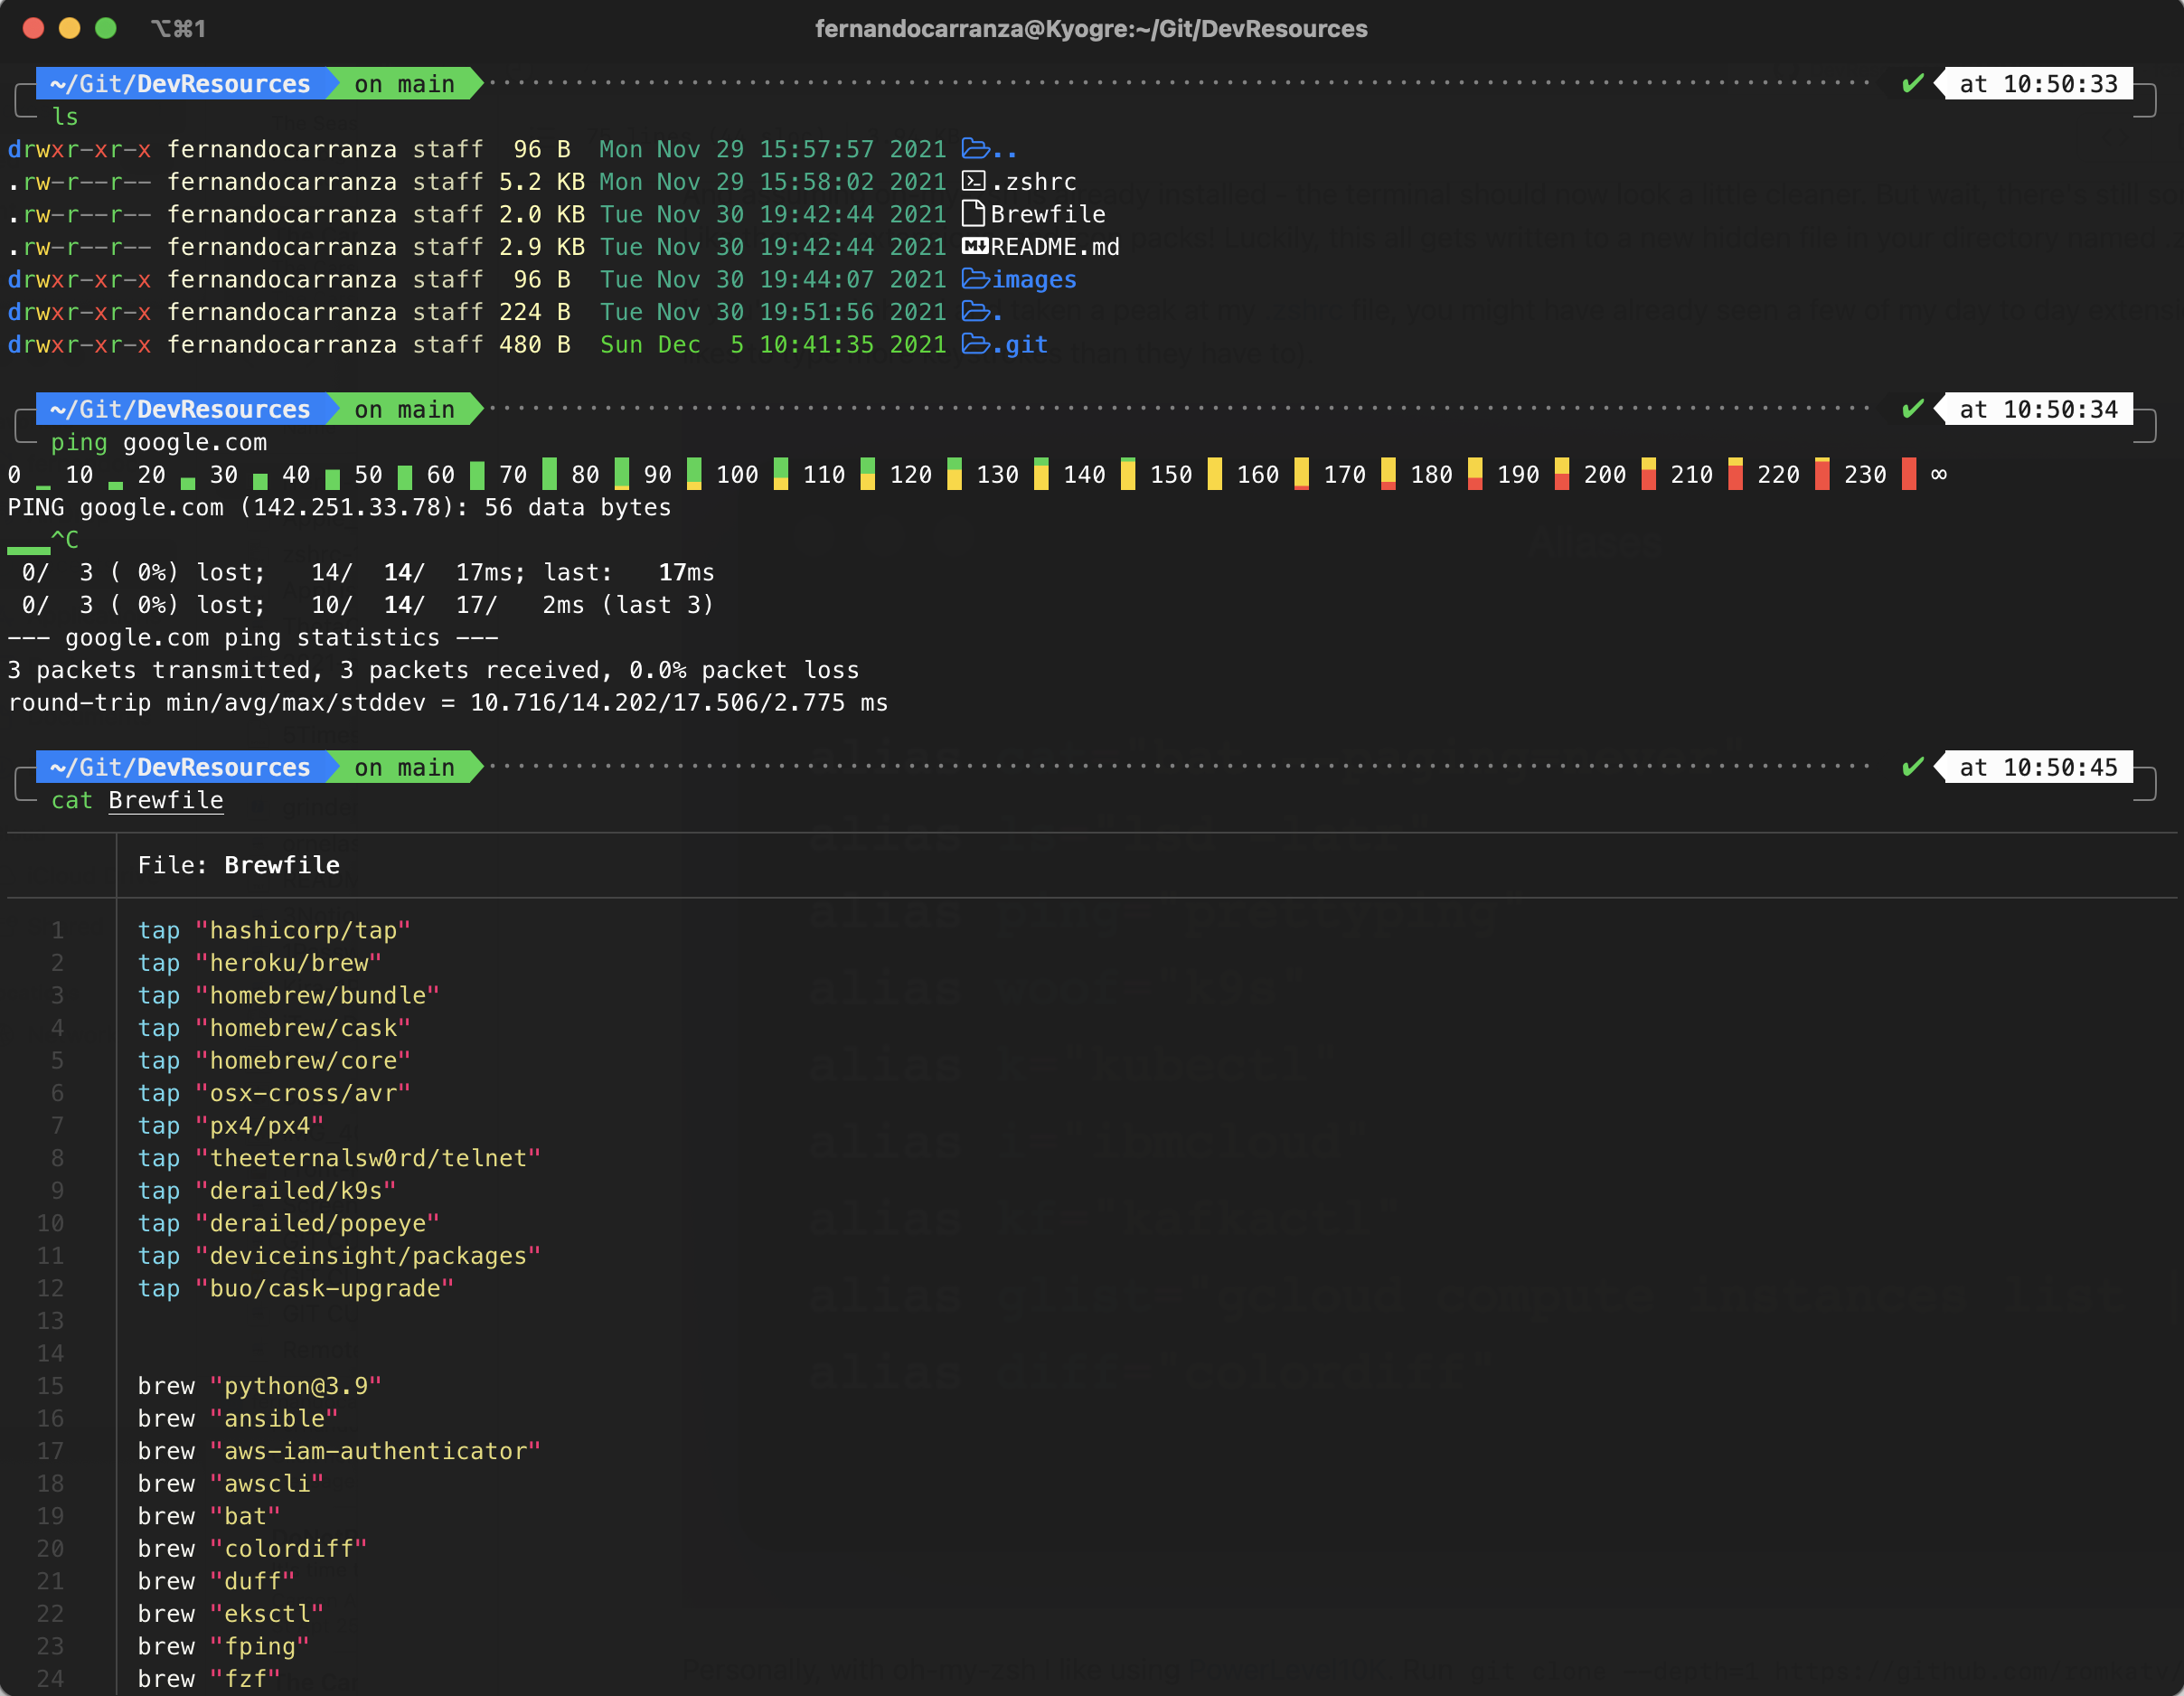 ⌥⌘1 fernandocarranza@Kyogre:~/Git/DevResources
~/Git/DevResources on main ✔ at 10:50:33
ls
drwxr-xr-x fernandocarranza staff 96 B Mon Nov 29 15:57:57 2021 ..
.rw-r--r-- fernandocarranza staff 5.2 KB Mon Nov 29 15:58:02 2021 .zshrc
.rw-r--r-- fernandocarranza staff 2.0 KB Tue Nov 30 19:42:44 2021 Brewfile
.rw-r--r-- fernandocarranza staff 2.9 KB Tue Nov 30 19:42:44 2021 README.md
drwxr-xr-x fernandocarranza staff 96 B Tue Nov 30 19:44:07 2021 images
drwxr-xr-x fernandocarranza staff 224 B Tue Nov 30 19:51:56 2021 .
drwxr-xr-x fernandocarranza staff 480 B Sun Dec 5 10:41:35 2021 .git
~/Git/DevResources on main ✔ at 10:50:34
ping google.com
0 10 20 30 40 50 60 70 80 90 100 110 120 130 140 150 160 170 180 190 200 210 220 230 ∞
PING google.com (142.251.33.78): 56 data bytes
^C
0/ 3 ( 0%) lost; 14/ 14/ 17ms; last: 17ms
0/ 3 ( 0%) lost; 10/ 14/ 17/ 2ms (last 3)
--- google.com ping statistics ---
3 packets transmitted, 3 packets received, 0.0% packet loss
round-trip min/avg/max/stddev = 10.716/14.202/17.506/2.775 ms
~/Git/DevResources on main ✔ at 10:50:45
cat Brewfile
File: Brewfile
1 tap "hashicorp/tap"
2 tap "heroku/brew"
3 tap "homebrew/bundle"
4 tap "homebrew/cask"
5 tap "homebrew/core"
6 tap "osx-cross/avr"
7 tap "px4/px4"
8 tap "theeternalsw0rd/telnet"
9 tap "derailed/k9s"
10 tap "derailed/popeye"
11 tap "deviceinsight/packages"
12 tap "buo/cask-upgrade"
13
14
15 brew "python@3.9"
16 brew "ansible"
17 brew "aws-iam-authenticator"
18 brew "awscli"
19 brew "bat"
20 brew "colordiff"
21 brew "duff"
22 brew "eksctl"
23 brew "fping"
24 brew "fzf"